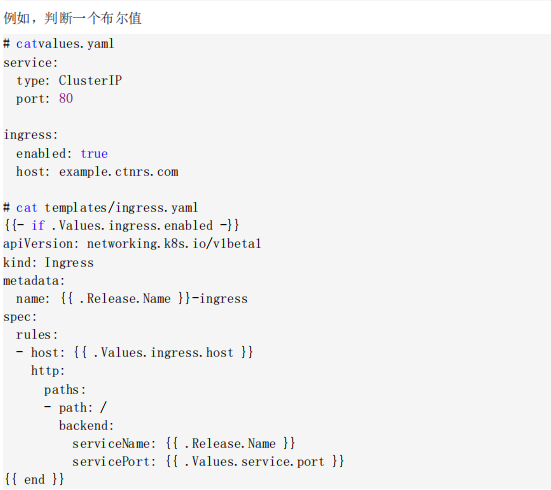 例如，判断一个布尔值
# catvalues.yaml
service:
  type: ClusterIP
  port: 80

ingress:
  enabled: true
  host: example.ctnrs.com

# cat templates/ingress.yaml
{{- if .Values.ingress.enabled -}}
apiVersion: networking.k8s.io/v1beta1
kind: Ingress
metadata:
  name: {{ .Release.Name }}-ingress
spec:
  rules:
  - host: {{ .Values.ingress.host }}
    http:
      paths:
      - path: /
        backend:
          serviceName: {{ .Release.Name }}
          servicePort: {{ .Values.service.port }}
{{ end }}